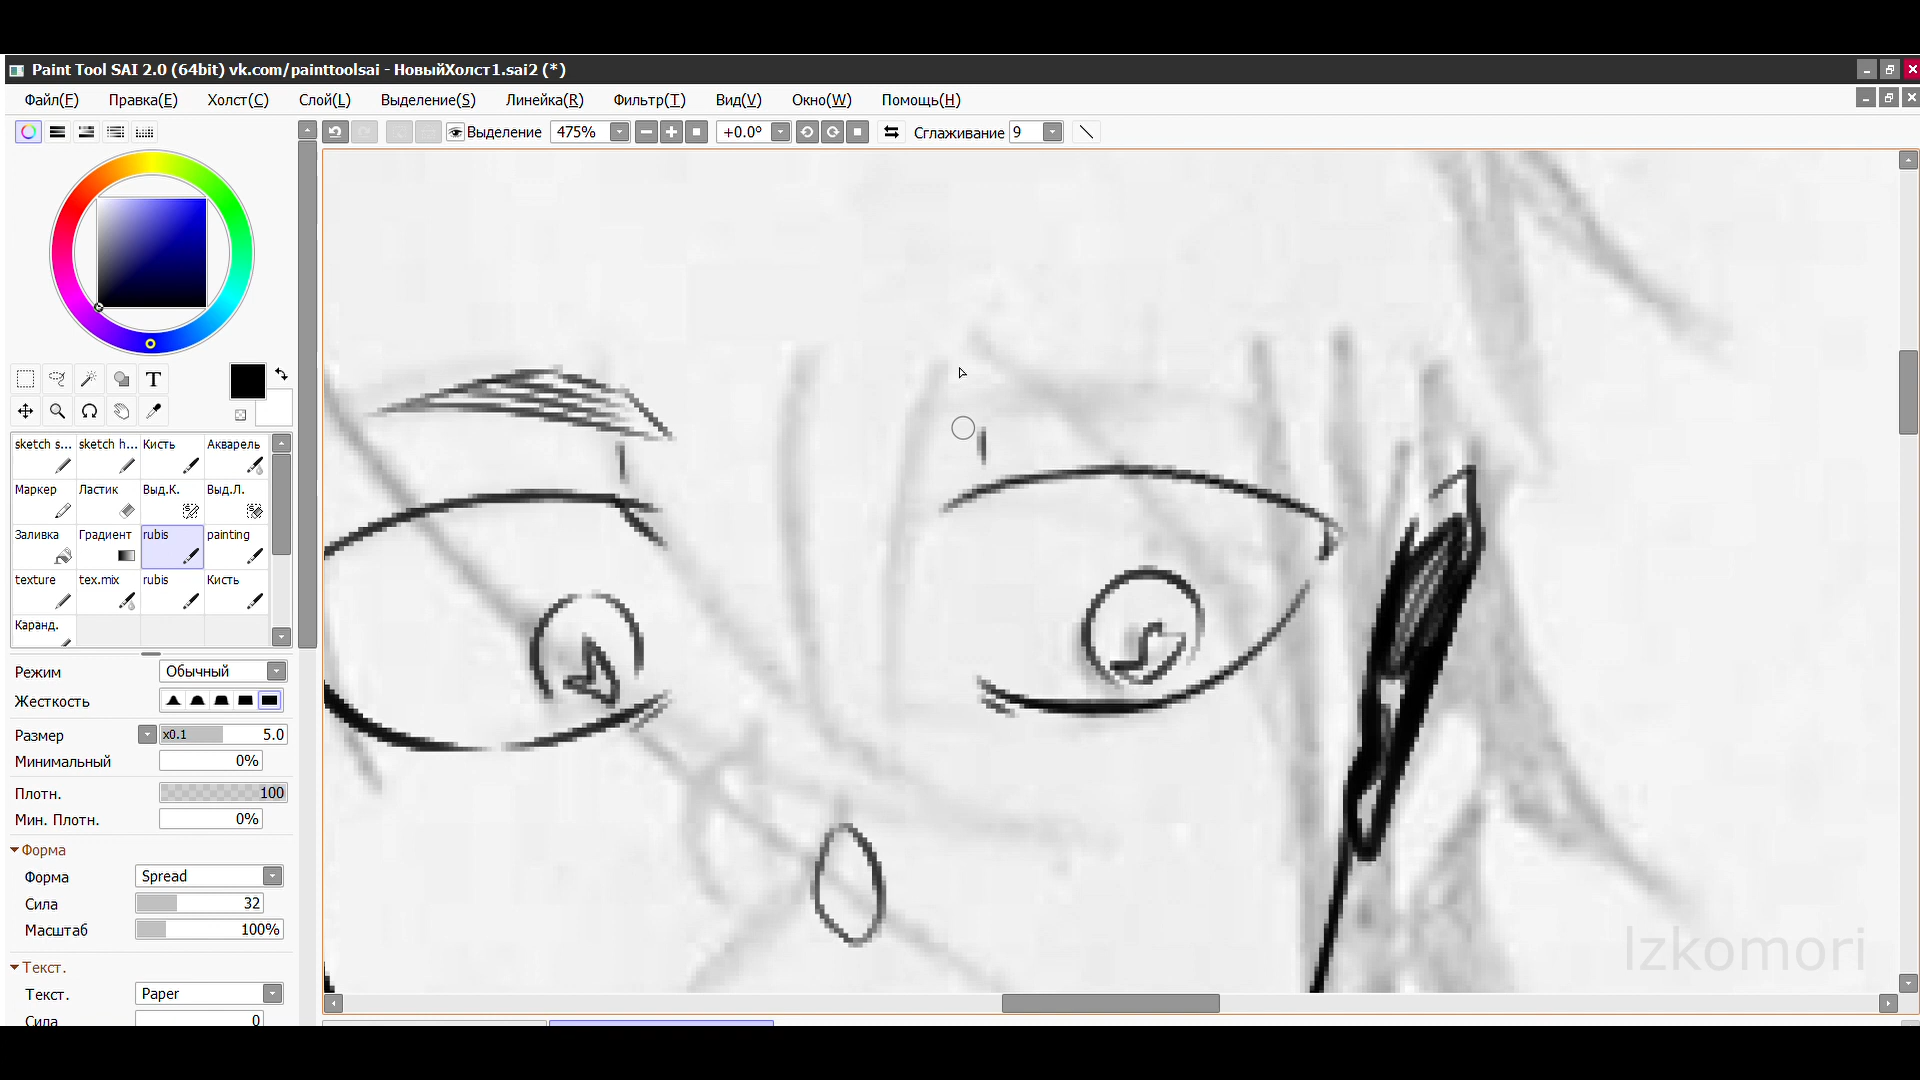 Paint Tool SAI 2.0 (64bit) vk.com/painttoolsai - НовыйХолст1.sai2 (*)
Файл(F) Правка(E) Холст(C) Слой(L) Выделение(S) Линейка(R) Фильтр(T) Вид(V) Окно(W) Помощь(H)
Выделение 475% +0.0° Сглаживание 9
T
sketch s... sketch h... Кисть Акварель
Маркер Ластик Выд.К. Выд.Л.
Заливка Градиент rubis painting
texture tex.mix rubis Кисть
Каранд.
Режим Обычный
Жесткость
Размер x0.1 5.0
Минимальный 0%
Плотн. 100
Мин. Плотн. 0%
Форма
Форма Spread
Сила 32
Масштаб 100%
Текст.
Текст. Paper
Сила 0
Izkomori